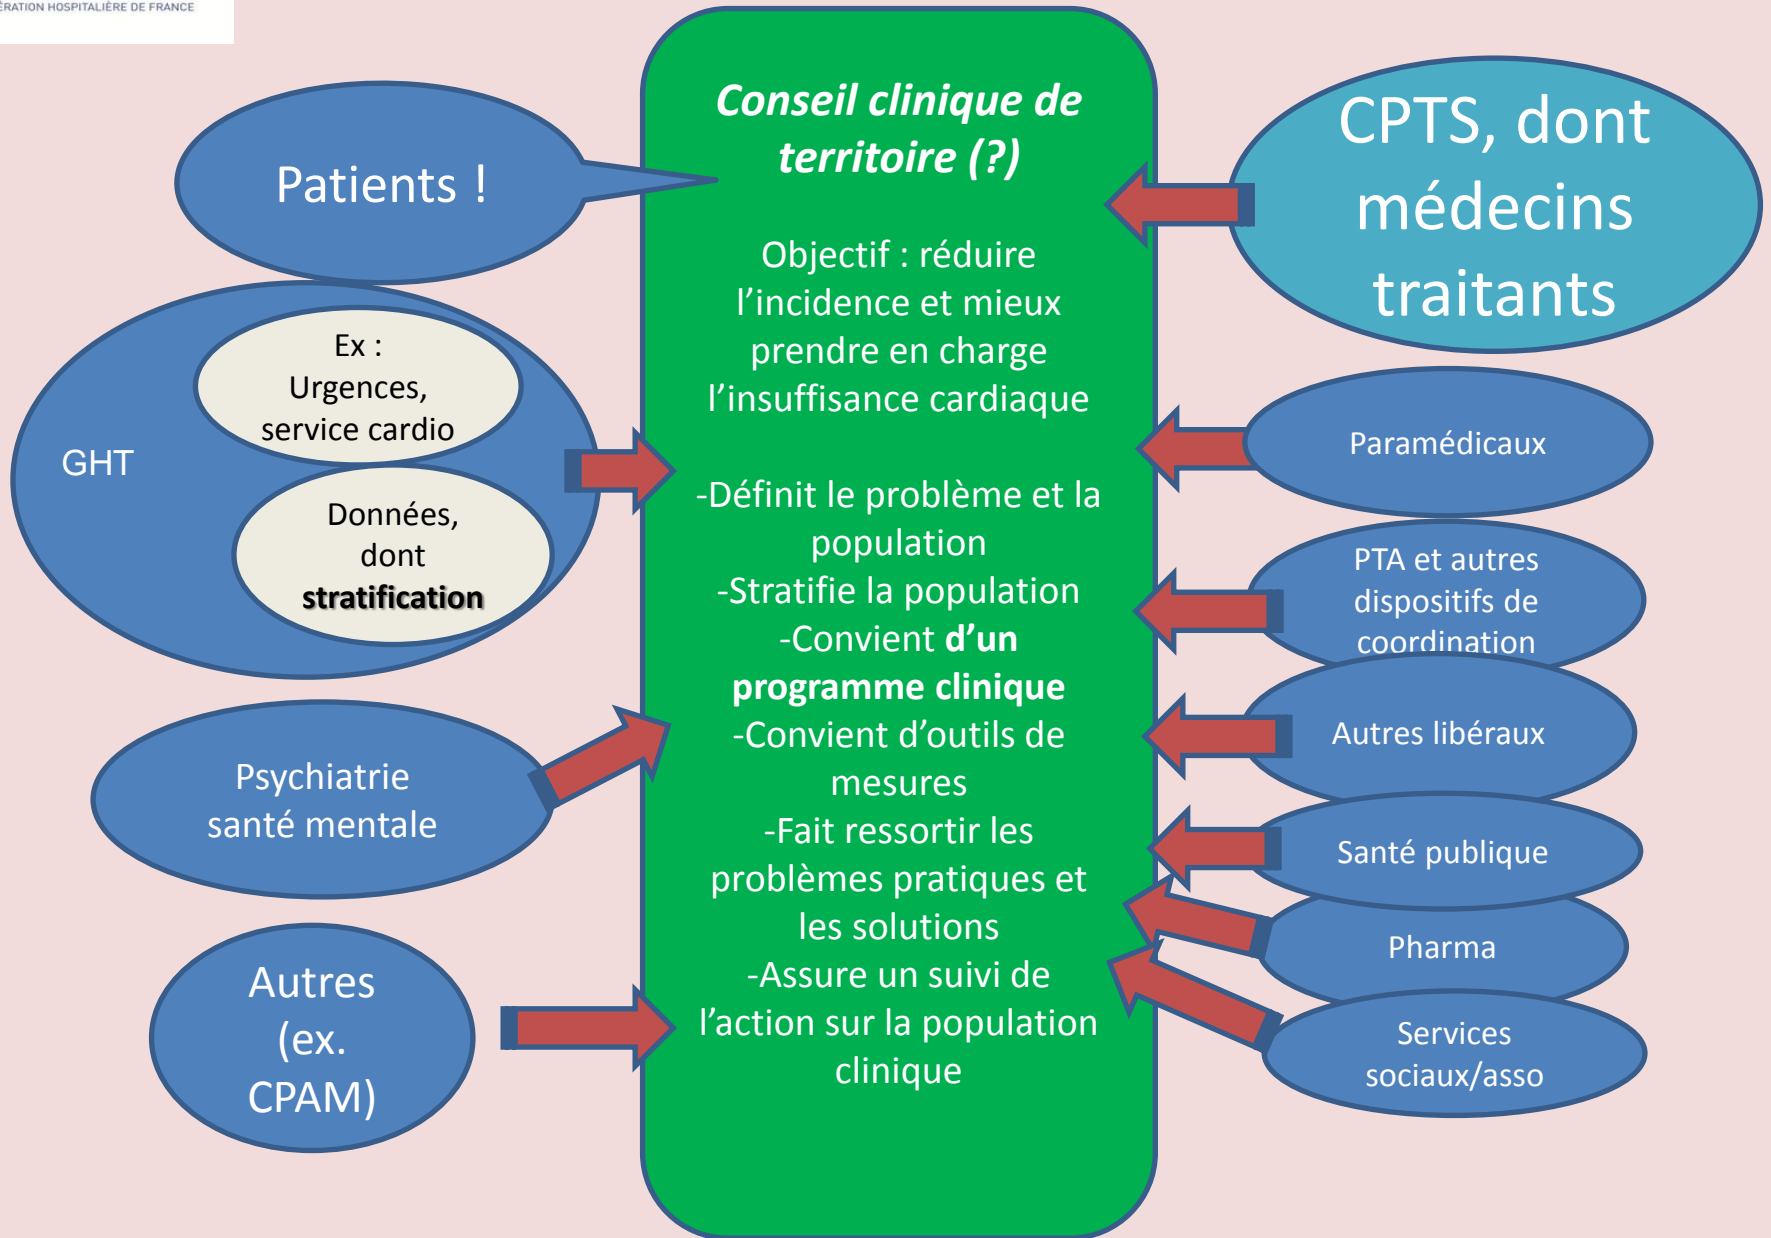 ÉRATION HOSPITALIÈRE DE FRANCE
Patients !
GHT
Ex :
Urgences,
service cardio
Données,
dont
stratification
Psychiatrie
santé mentale
Autres
(ex.
CPAM)
Conseil clinique de
territoire (?)
Objectif : réduire
l’incidence et mieux
prendre en charge
l’insuffisance cardiaque
-Définit le problème et la
population
-Stratifie la population
-Convient d’un
programme clinique
-Convient d’outils de
mesures
-Fait ressortir les
problèmes pratiques et
les solutions
-Assure un suivi de
l’action sur la population
clinique
CPTS, dont
médecins
traitants
Paramédicaux
PTA et autres
dispositifs de
coordination
Autres libéraux
Santé publique
Pharma
Services
sociaux/asso